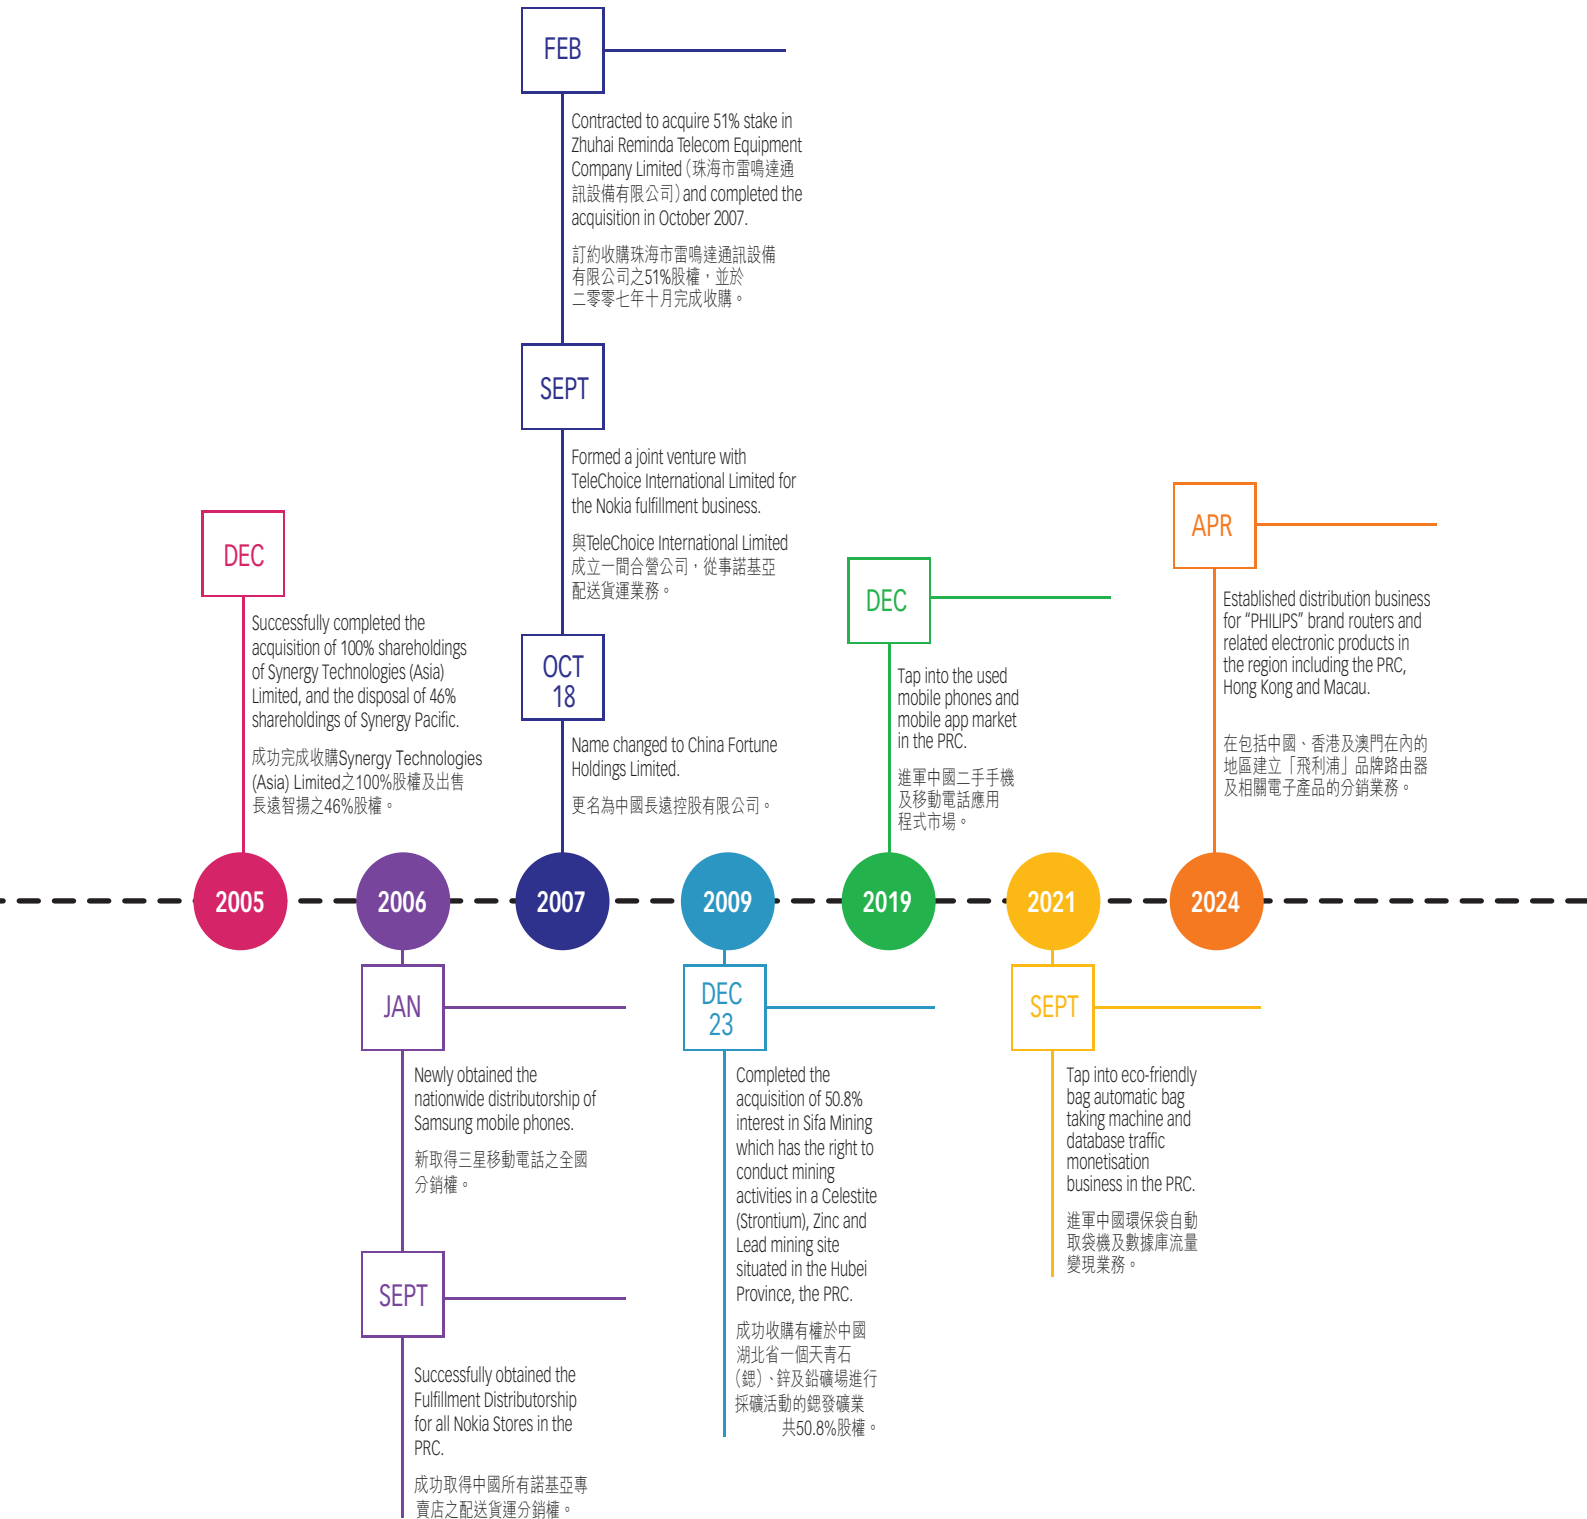 FEB
Contracted to acquire 51% stake in
Zhuhai Reminda Telecom Equipment
Company Limited (珠海市雷鳴達通
訊設備有限公司) and completed the
acquisition in October 2007.
訂約收購珠海市雷鳴達通訊設備
有限公司之51%股權，並於
二零零七年十月完成收購。
SEPT
Formed a joint venture with
TeleChoice International Limited for
the Nokia fulfillment business.
與TeleChoice International Limited
成立一間合營公司，從事諾基亞
配送貨運業務。
OCT
18
Name changed to China Fortune
Holdings Limited.
更名為中國長遠控股有限公司。
DEC
Successfully completed the
acquisition of 100% shareholdings
of Synergy Technologies (Asia)
Limited, and the disposal of 46%
shareholdings of Synergy Pacific.
成功完成收購Synergy Technologies
(Asia) Limited之100%股權及出售
長遠智揚之46%股權。
DEC
Tap into the used
mobile phones and
mobile app market
in the PRC.
進軍中國二手手機
及移動電話應用
程式市場。
APR
Established distribution business
for “PHILIPS” brand routers and
related electronic products in
the region including the PRC,
Hong Kong and Macau.
在包括中國、香港及澳門在內的
地區建立「飛利浦」品牌路由器
及相關電子產品的分銷業務。
2005
2006
2007
2009
2019
2021
2024
JAN
Newly obtained the
nationwide distributorship of
Samsung mobile phones.
新取得三星移動電話之全國
分銷權。
SEPT
Successfully obtained the
Fulfillment Distributorship
for all Nokia Stores in the
PRC.
成功取得中國所有諾基亞專
賣店之配送貨運分銷權。
DEC
23
Completed the
acquisition of 50.8%
interest in Sifa Mining
which has the right to
conduct mining
activities in a Celestite
(Strontium), Zinc and
Lead mining site
situated in the Hubei
Province, the PRC.
成功收購有權於中國
湖北省一個天青石
(鍶)、鋅及鉛礦場進行
採礦活動的鍶發礦業
共50.8%股權。
SEPT
Tap into eco-friendly
bag automatic bag
taking machine and
database traffic
monetisation
business in the PRC.
進軍中國環保袋自動
取袋機及數據庫流量
變現業務。